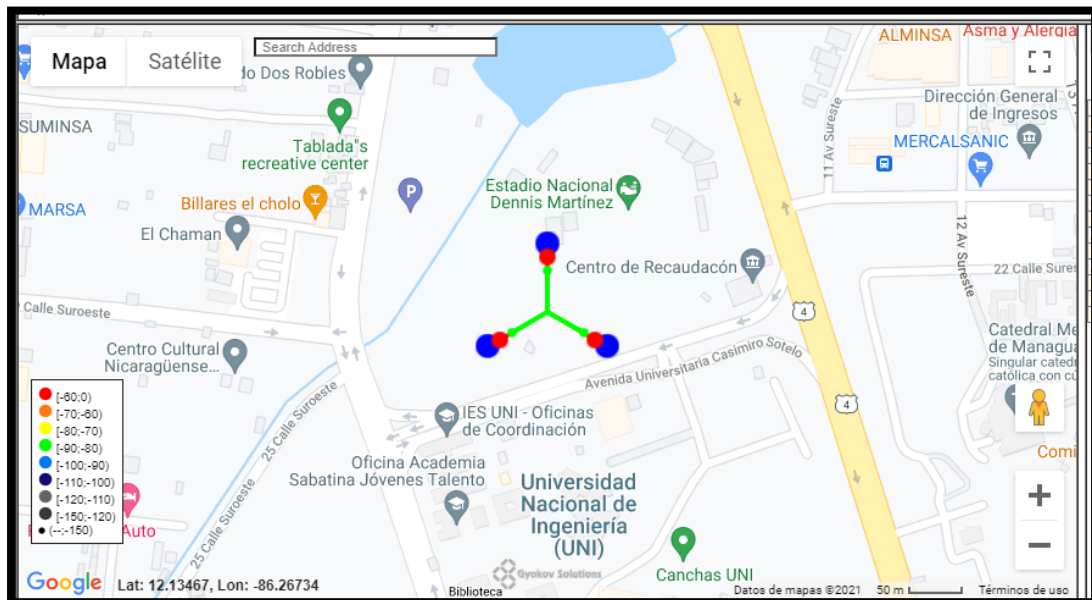 Mapa
Satélite
Search Address
do Dos Robles
SUMINSA
Tablada"s
recreative center
Billares el cholo
MARSA
El Chaman
P
Estadio Nacional
Dennis Martínez
Centro de Recaudacón
ALMINSA
Asma y Alergia
Dirección General
de Ingresos
MERCALSANIC
11 Av Sureste
12 Av Sureste
22 Calle Sures
Calle Suroeste
Centro Cultural
Nicaragüense...
25 Calle Suroeste
25 Calle Suroeste
4
4
Avenida Universitaria Casimiro Sotelo
Catedral Me
de Managua
Singular catedr
católica con cú
IES UNI - Oficinas
de Coordinación
Oficina Academia
Sabatina Jóvenes Talento
Universidad
Nacional de
Ingeniería
(UNI)
Canchas UNI
Comi
Auto
[-60;0)
[-70;-60)
[-80;-70)
[-90;-80)
[-100;-90)
[-110;-100)
[-120;-110)
[-150;-120)
(--;-150)
+
−
Google
Lat: 12.13467, Lon: -86.26734
Gyokov Solutions
Biblioteca
Datos de mapas ©2021
50 m
Términos de uso